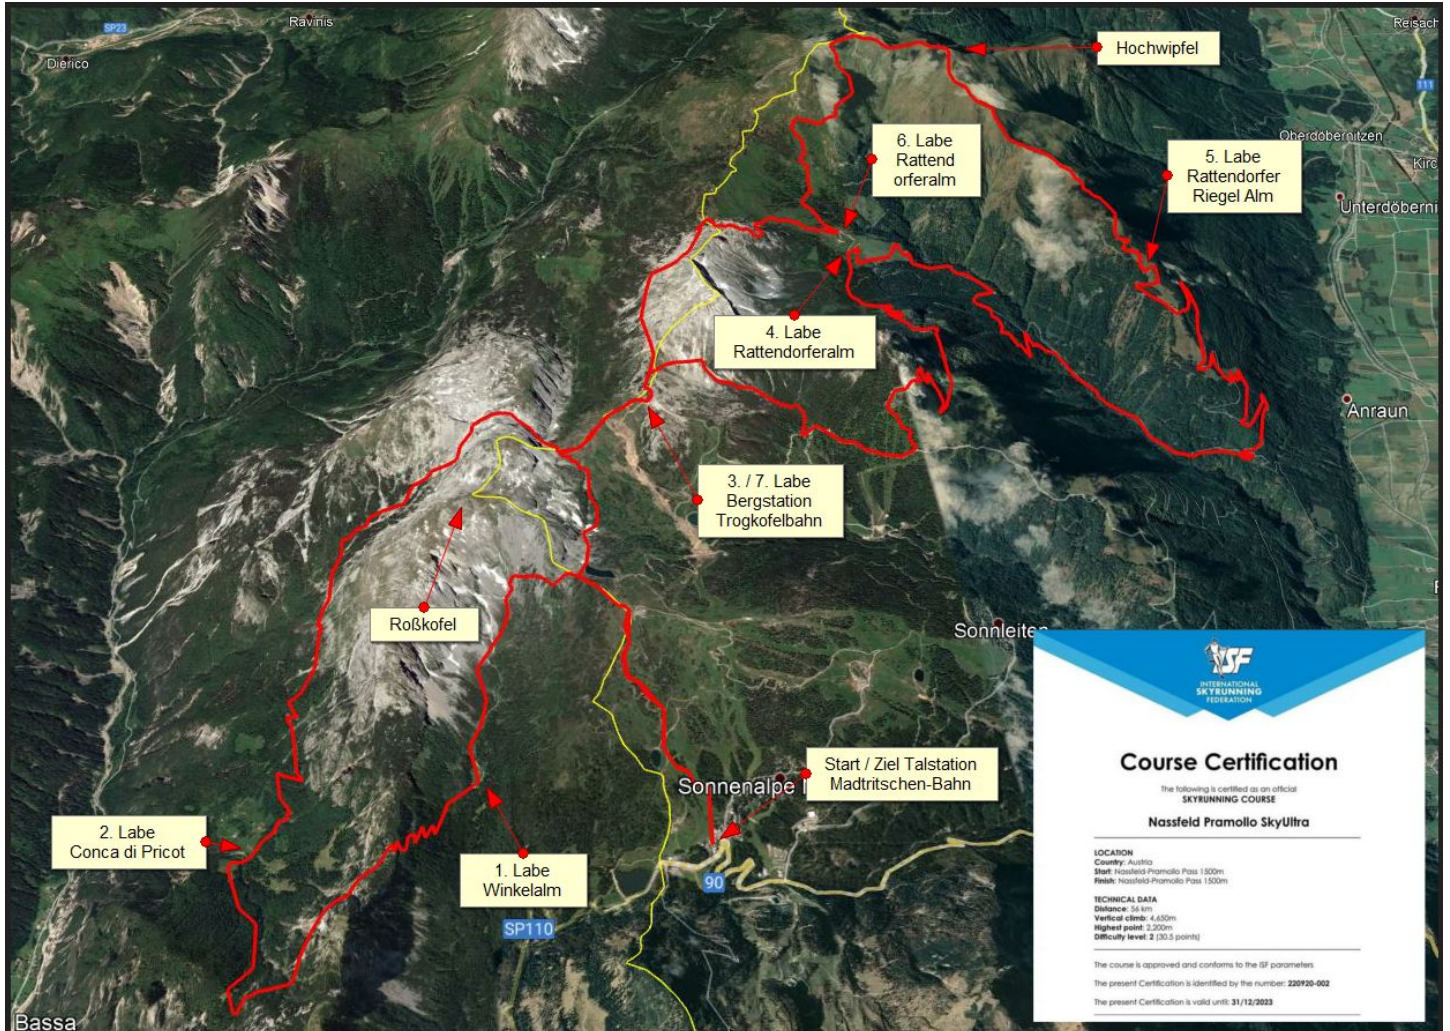 SP23
Ravinis
Dierico
Reisach
Hochwipfel
111
Oberdöbernitzen
Kirc
6. Labe
Rattend
orferalm
5. Labe
Rattendorfer
Riegel Alm
Unterdöberni
4. Labe
Rattendorferalm
Anraun
3. / 7. Labe
Bergstation
Trogkofelbahn
Roßkofel
Sonnleiten
Start / Ziel Talstation
Madtritschen-Bahn
Sonnenalpe
2. Labe
Conca di Pricot
1. Labe
Winkelalm
90
SP110
Bassa
ISF
INTERNATIONAL
SKYRUNNING
FEDERATION
Course Certification
The following is certified as an official
SKYRUNNING COURSE
Nassfeld Pramollo SkyUltra
LOCATION
Country: Austria
Start: Nassfeld-Pramollo Pass 1500m
Finish: Nassfeld-Pramollo Pass 1500m
TECHNICAL DATA
Distance: 56 km
Vertical climb: 4,650m
Highest point: 2,200m
Difficulty level: 2 (30.5 points)
The course is approved and conforms to the ISF parameters
The present Certification is identified by the number: 220920-002
The present Certification is valid until: 31/12/2023